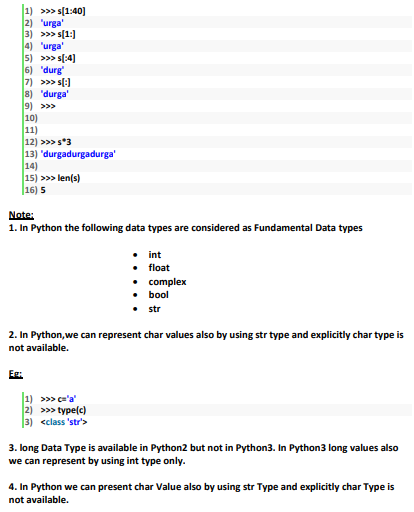 1) >>> s[1:40]
2) 'urga'
3) >>> s[1:]
4) 'urga'
5) >>> s[:4]
6) 'durg'
7) >>> s[:]
8) 'durga'
9) >>>
10)
11)
12) >>> s*3
13) 'durgadurgadurga'
14)
15) >>> len(s)
16) 5
Note:
1. In Python the following data types are considered as Fundamental Data types
• int
• float
• complex
• bool
• str
2. In Python,we can represent char values also by using str type and explicitly char type is
not available.
Eg:
1) >>> c='a'
2) >>> type(c)
3) <class 'str'>
3. long Data Type is available in Python2 but not in Python3. In Python3 long values also
we can represent by using int type only.
4. In Python we can present char Value also by using str Type and explicitly char Type is
not available.